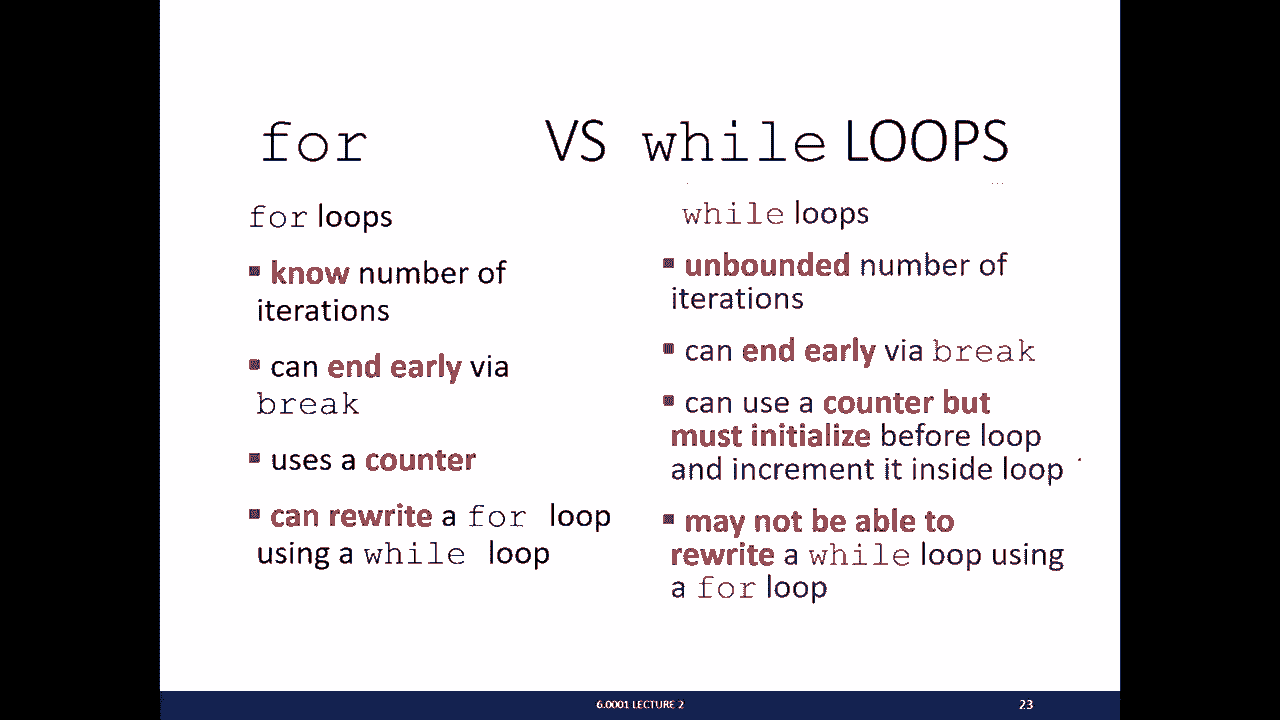 for VS while LOOPS
for loops
▪ know number of
iterations
▪ can end early via
break
▪ uses a counter
▪ can rewrite a for loop
using a while loop
while loops
▪ unbounded number of
iterations
▪ can end early via break
▪ can use a counter but
must initialize before loop
and increment it inside loop
▪ may not be able to
rewrite a while loop using
a for loop
6.0001 LECTURE 2
23